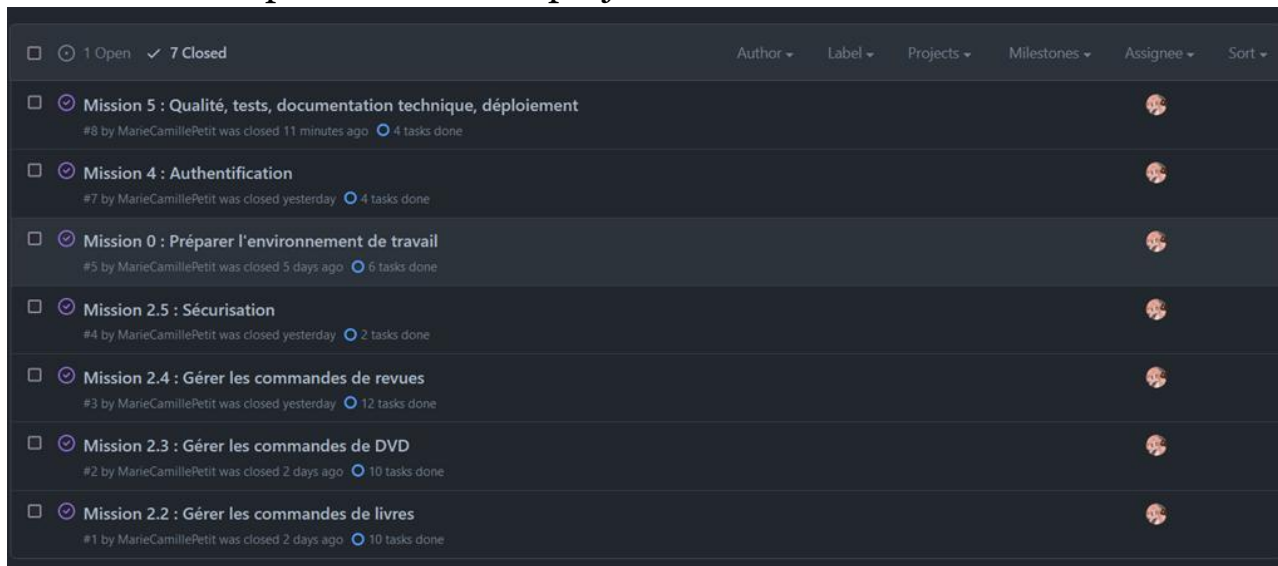 1 Open 7 Closed Author Label Projects Milestones Assignee Sort
Mission 5 : Qualité, tests, documentation technique, déploiement
#8 by MarieCamillePetit was closed 11 minutes ago 4 tasks done
Mission 4 : Authentification
#7 by MarieCamillePetit was closed yesterday 4 tasks done
Mission 0 : Préparer l'environnement de travail
#5 by MarieCamillePetit was closed 5 days ago 6 tasks done
Mission 2.5 : Sécurisation
#4 by MarieCamillePetit was closed yesterday 2 tasks done
Mission 2.4 : Gérer les commandes de revues
#3 by MarieCamillePetit was closed yesterday 12 tasks done
Mission 2.3 : Gérer les commandes de DVD
#2 by MarieCamillePetit was closed 2 days ago 10 tasks done
Mission 2.2 : Gérer les commandes de livres
#1 by MarieCamillePetit was closed 2 days ago 10 tasks done